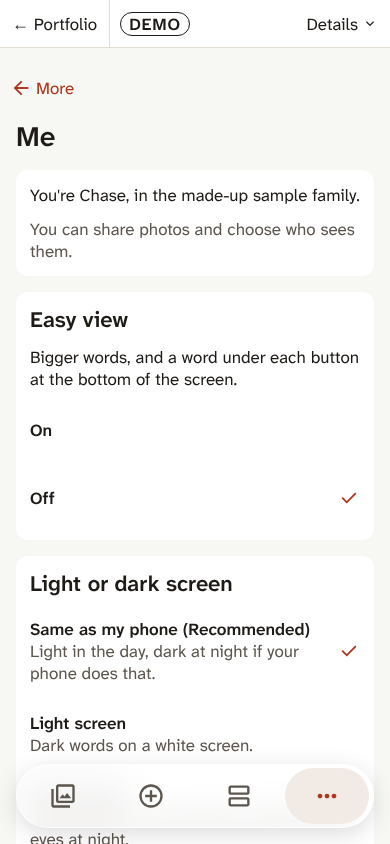 ← Portfolio
DEMO
Details
← More
Me
You're Chase, in the made-up sample family.
You can share photos and choose who sees
them.
Easy view
Bigger words, and a word under each button
at the bottom of the screen.
On
Off
Light or dark screen
Same as my phone (Recommended)
Light in the day, dark at night if your
phone does that.
Light screen
Dark words on a white screen.
eyes at night.